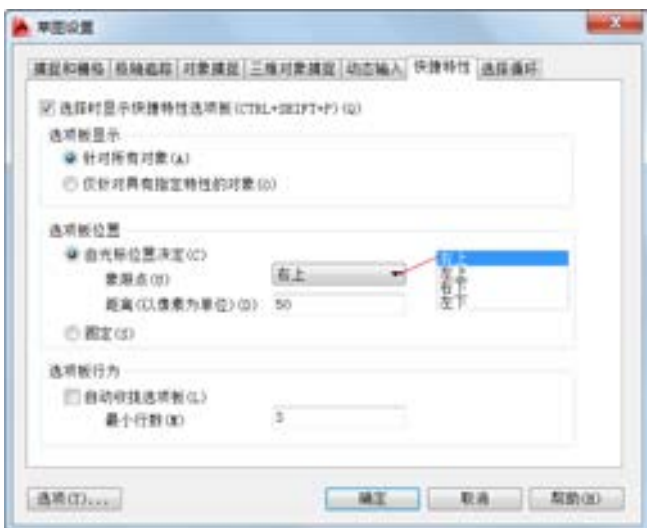 草图设置
捕捉和栅格 极轴追踪 对象捕捉 三维对象捕捉 动态输入 快捷特性 选择循环
选择时显示快捷特性选项板(CTRL+SHIFT+P)(Q)
选项板显示
针对所有对象(A)
仅针对具有指定特性的对象(O)
选项板位置
由光标位置决定(C)
象限点(H) 右上
右上
左上
右下
左下
距离(以像素为单位)(D) 50
固定(S)
选项板行为
自动收拢选项板(L)
最小行数(M) 3
选项(T)... 确定 取消 帮助(H)